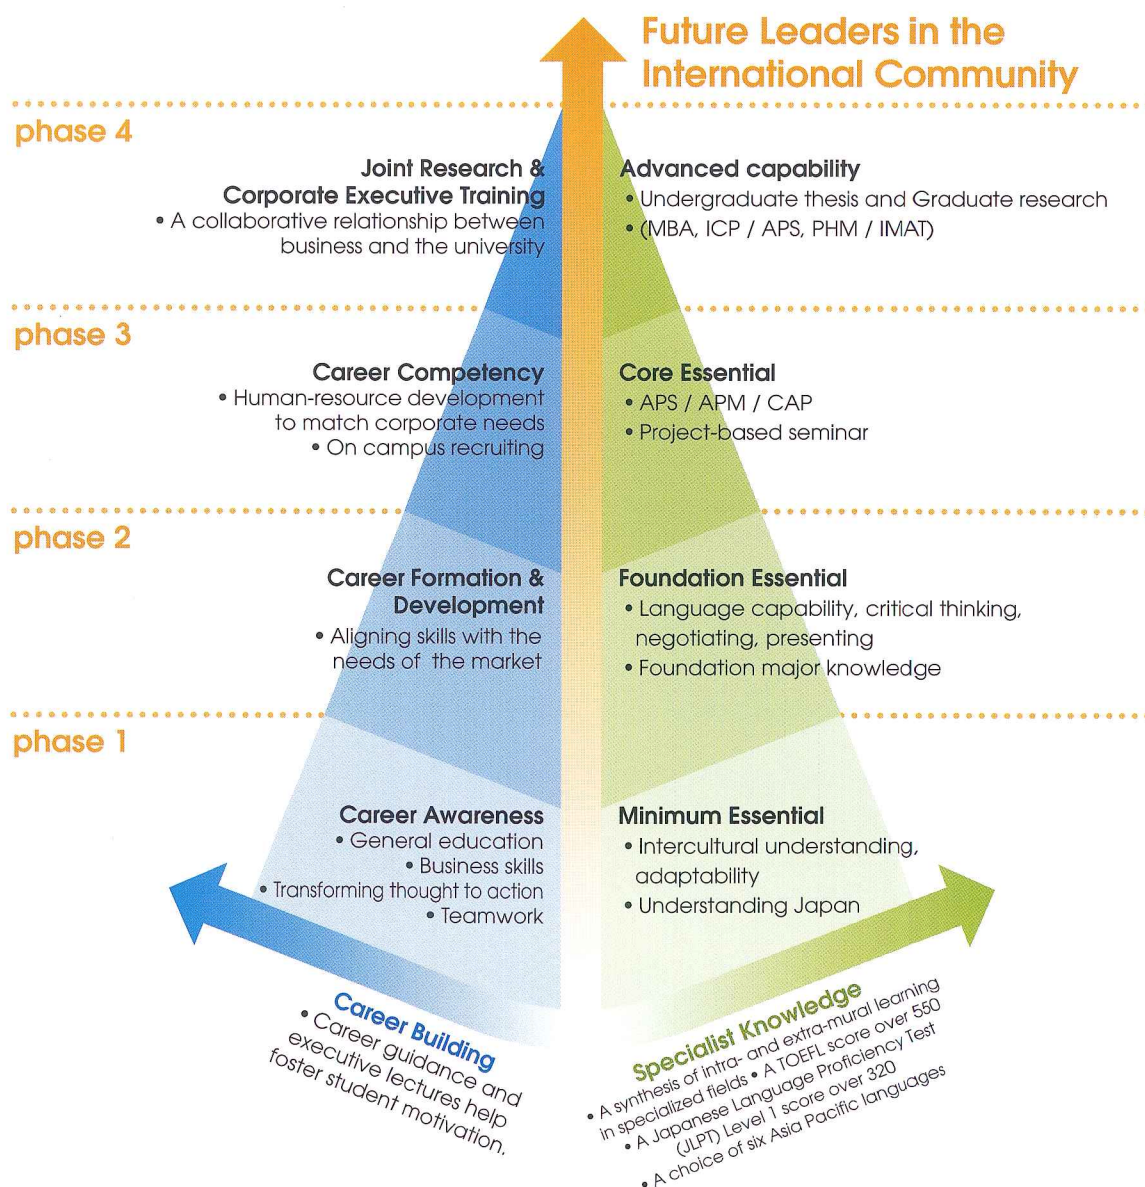 Future Leaders in the
International Community
phase 4
Joint Research &
Corporate Executive Training
• A collaborative relationship between
business and the university
Advanced capability
• Undergraduate thesis and Graduate research
• (MBA, ICP / APS, PHM / IMAT)
phase 3
Career Competency
• Human-resource development
to match corporate needs
• On campus recruiting
Core Essential
• APS / APM / CAP
• Project-based seminar
phase 2
Career Formation &
Development
• Aligning skills with the
needs of the market
Foundation Essential
• Language capability, critical thinking,
negotiating, presenting
• Foundation major knowledge
phase 1
Career Awareness
• General education
• Business skills
• Transforming thought to action
• Teamwork
Minimum Essential
• Intercultural understanding,
adaptability
• Understanding Japan
Career Building
• Career guidance and
executive lectures help
foster student motivation.
Specialist Knowledge
• A synthesis of intra- and extra-mural learning
in specialized fields • A TOEFL score over 550
• A Japanese Language Proficiency Test
(JLPT) Level 1 score over 320
• A choice of six Asia Pacific languages